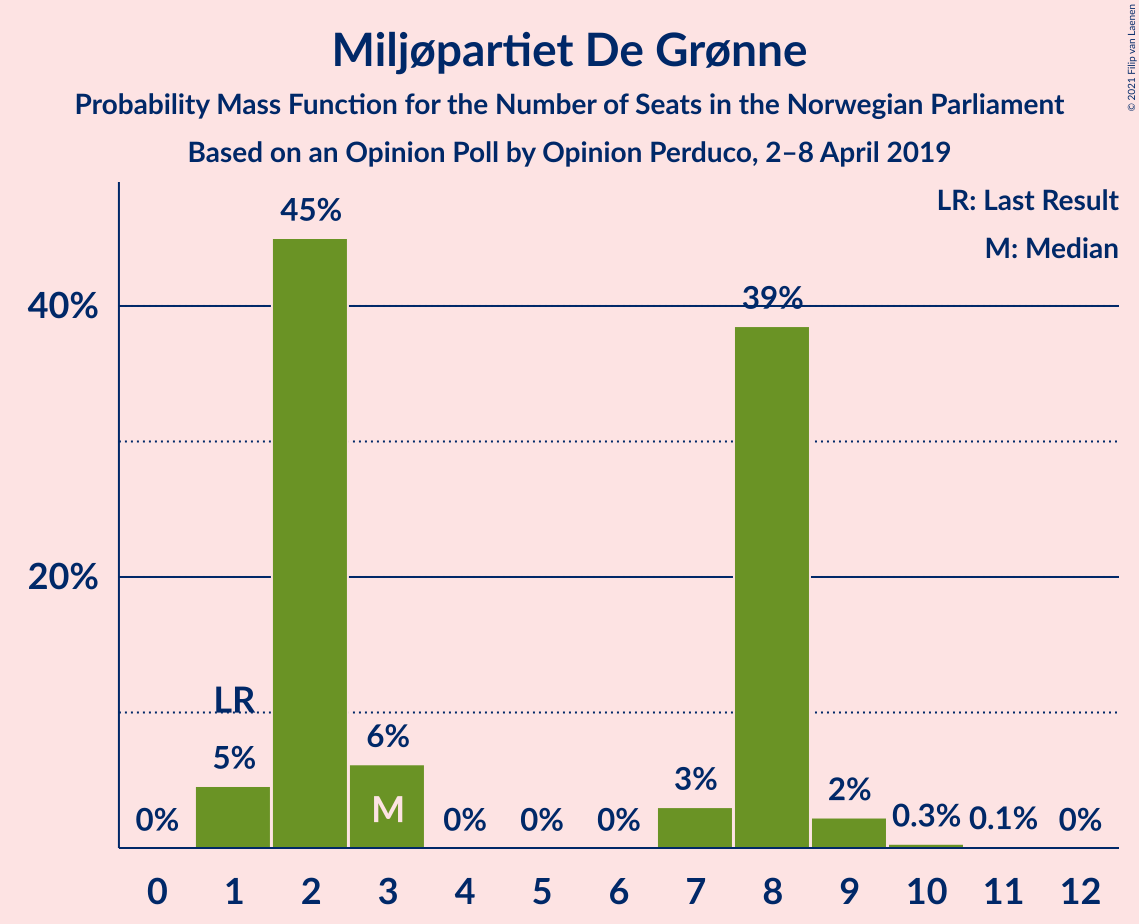 Miljøpartiet De Grønne
Probability Mass Function for the Number of Seats in the Norwegian Parliament
Based on an Opinion Poll by Opinion Perduco, 2–8 April 2019
© 2021 Filip van Laenen
LR: Last Result
M: Median
45%
39%
40%
20%
LR
5%
6%
M
3%
2%
0%
0%
0%
0%
0.3%
0.1%
0%
0 1 2 3 4 5 6 7 8 9 10 11 12